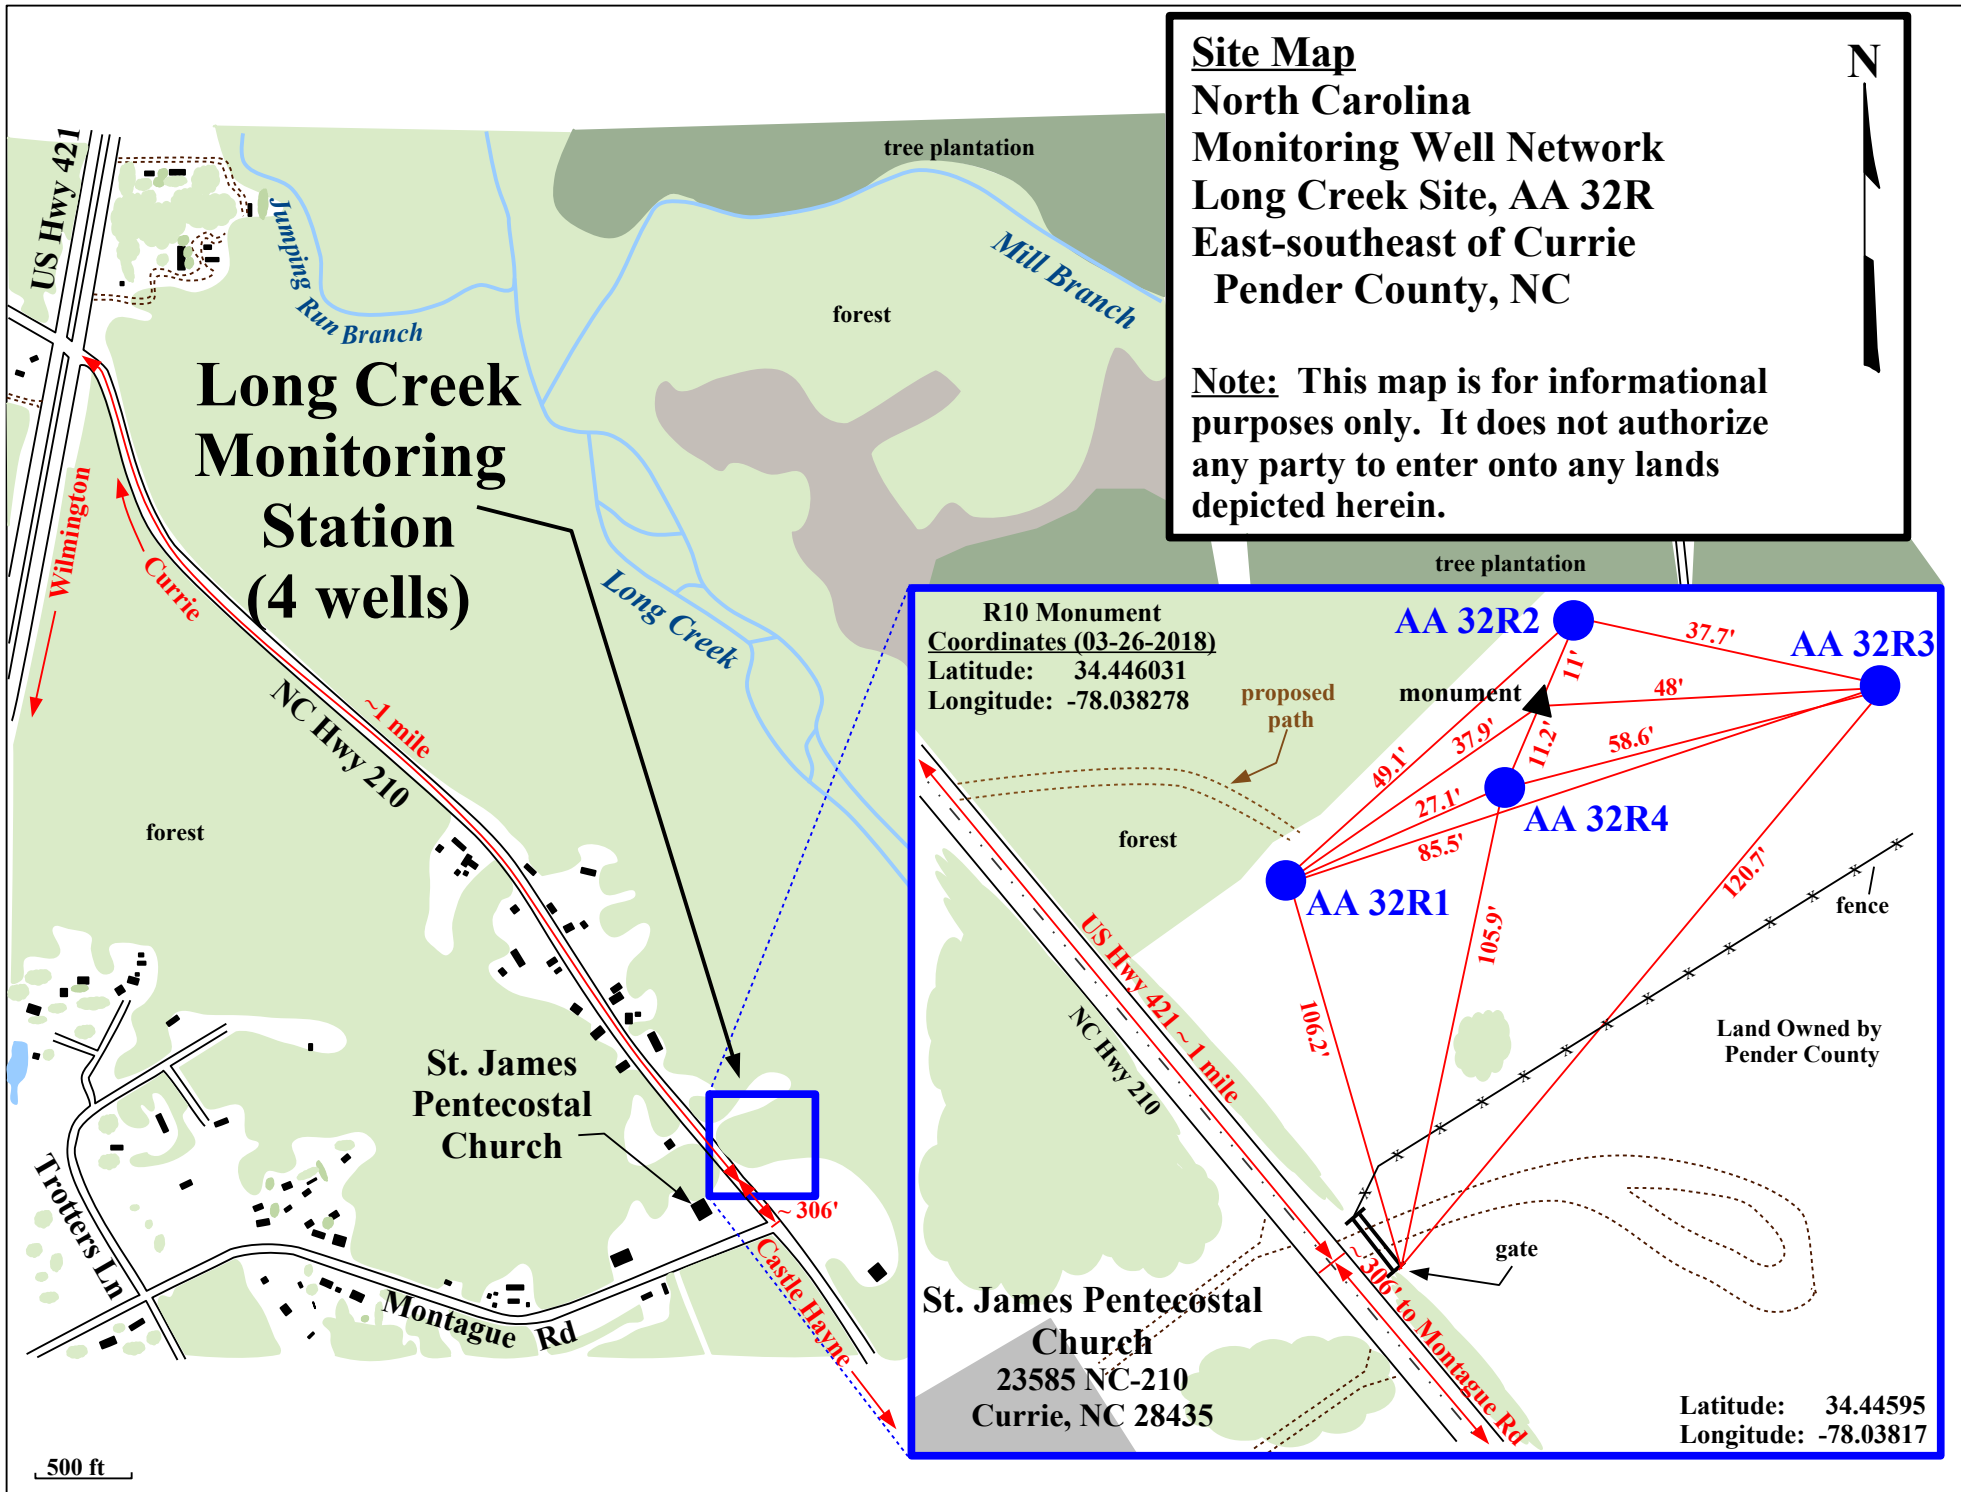 Site Map
North Carolina
Monitoring Well Network
Long Creek Site, AA 32R
East-southeast of Currie
Pender County, NC
Note: This map is for informational
purposes only. It does not authorize
any party to enter onto any lands
depicted herein.
N
US Hwy 421
Jumping
Run
Branch
tree plantation
Mill Branch
forest
Long Creek
Monitoring
Station
(4 wells)
Wilmington
Currie
Long Creek
~1 mile
NC Hwy 210
forest
St. James
Pentecostal
Church
~ 306'
Trotters Ln
Montague Rd
Castle Hayne
500 ft
tree plantation
R10 Monument
Coordinates (03-26-2018)
Latitude: 34.446031
Longitude: -78.038278
AA 32R2
37.7'
AA 32R3
11'
monument
48'
proposed
path
49.1'
37.9'
11.2'
58.6'
27.1'
AA 32R4
85.5'
forest
AA 32R1
120.7'
fence
105.9'
106.2'
US Hwy 421 ~ 1 mile
NC Hwy 210
Land Owned by
Pender County
gate
~ 306' to Montague Rd
St. James Pentecostal
Church
23585 NC-210
Currie, NC 28435
Latitude: 34.44595
Longitude: -78.03817